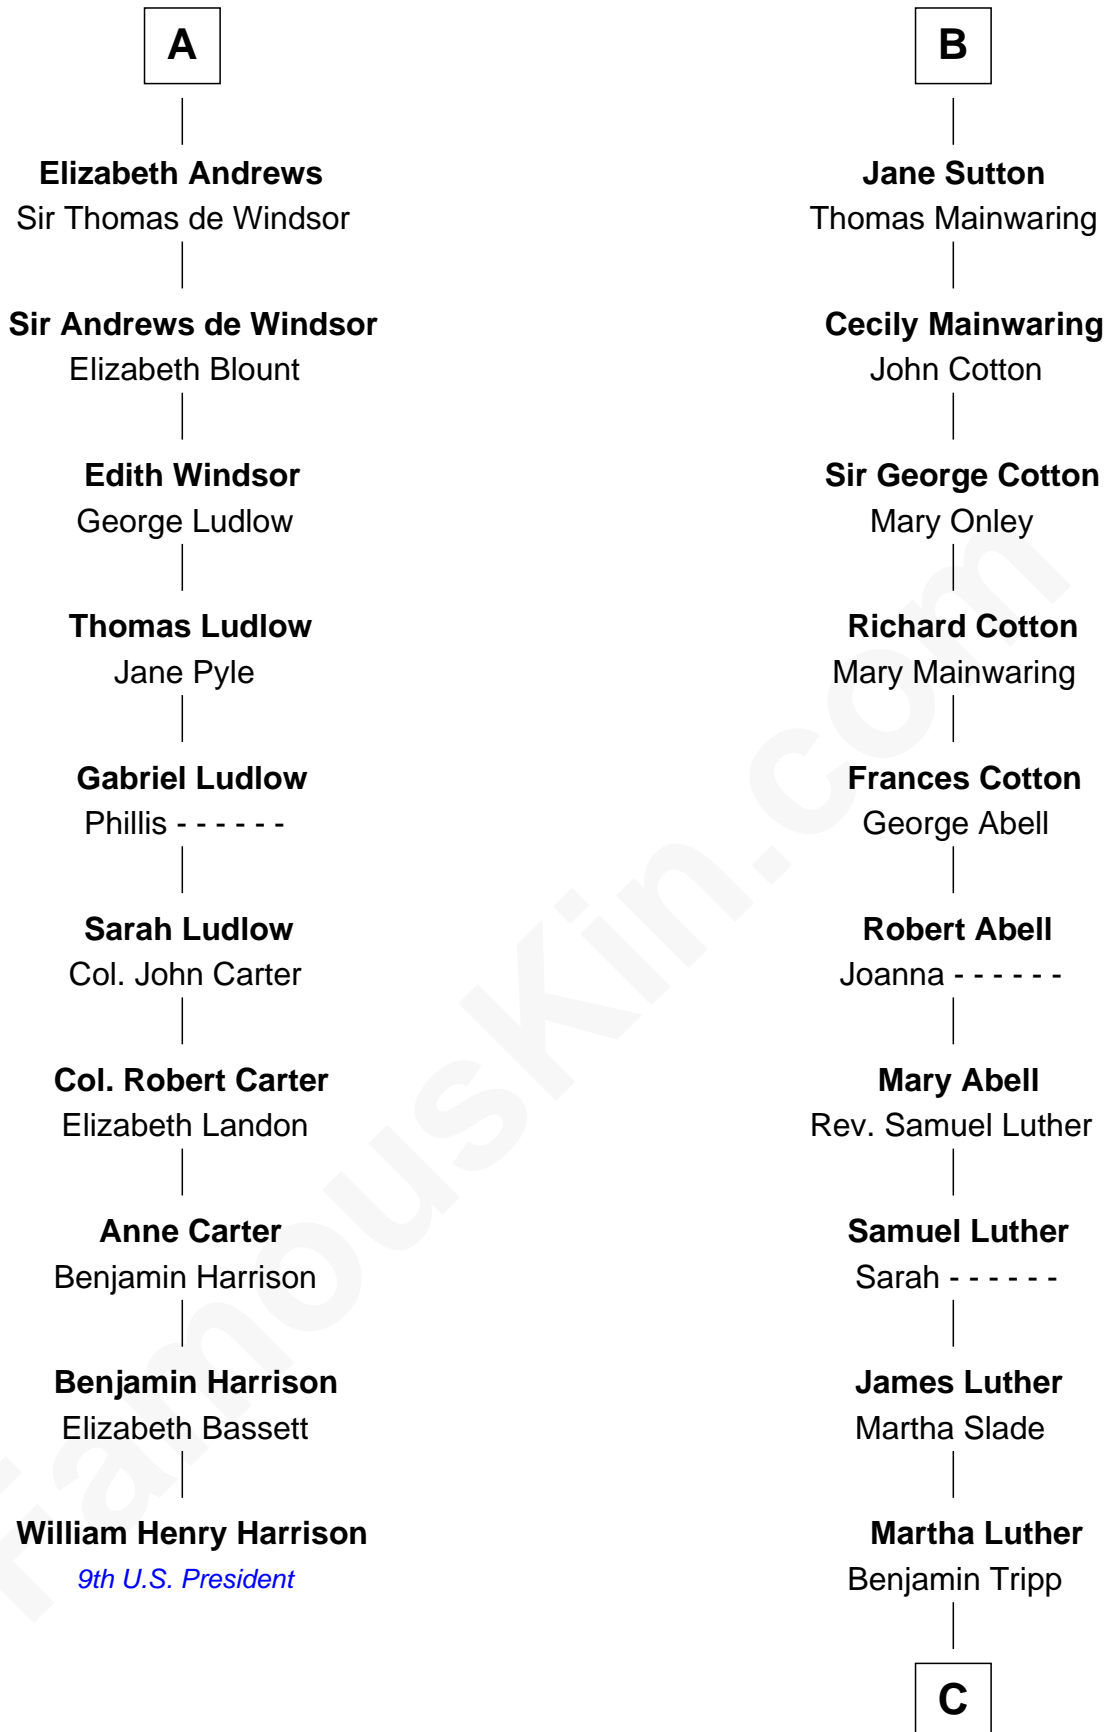 A
Elizabeth Andrews
Sir Thomas de Windsor
Sir Andrews de Windsor
Elizabeth Blount
Edith Windsor
George Ludlow
Thomas Ludlow
Jane Pyle
Gabriel Ludlow
Phillis - - - - - -
Sarah Ludlow
Col. John Carter
Col. Robert Carter
Elizabeth Landon
Anne Carter
Benjamin Harrison
Benjamin Harrison
Elizabeth Bassett
William Henry Harrison
9th U.S. President
B
Jane Sutton
Thomas Mainwaring
Cecily Mainwaring
John Cotton
Sir George Cotton
Mary Onley
Richard Cotton
Mary Mainwaring
Frances Cotton
George Abell
Robert Abell
Joanna - - - - - -
Mary Abell
Rev. Samuel Luther
Samuel Luther
Sarah - - - - - -
James Luther
Martha Slade
Martha Luther
Benjamin Tripp
C
FamousKin.com